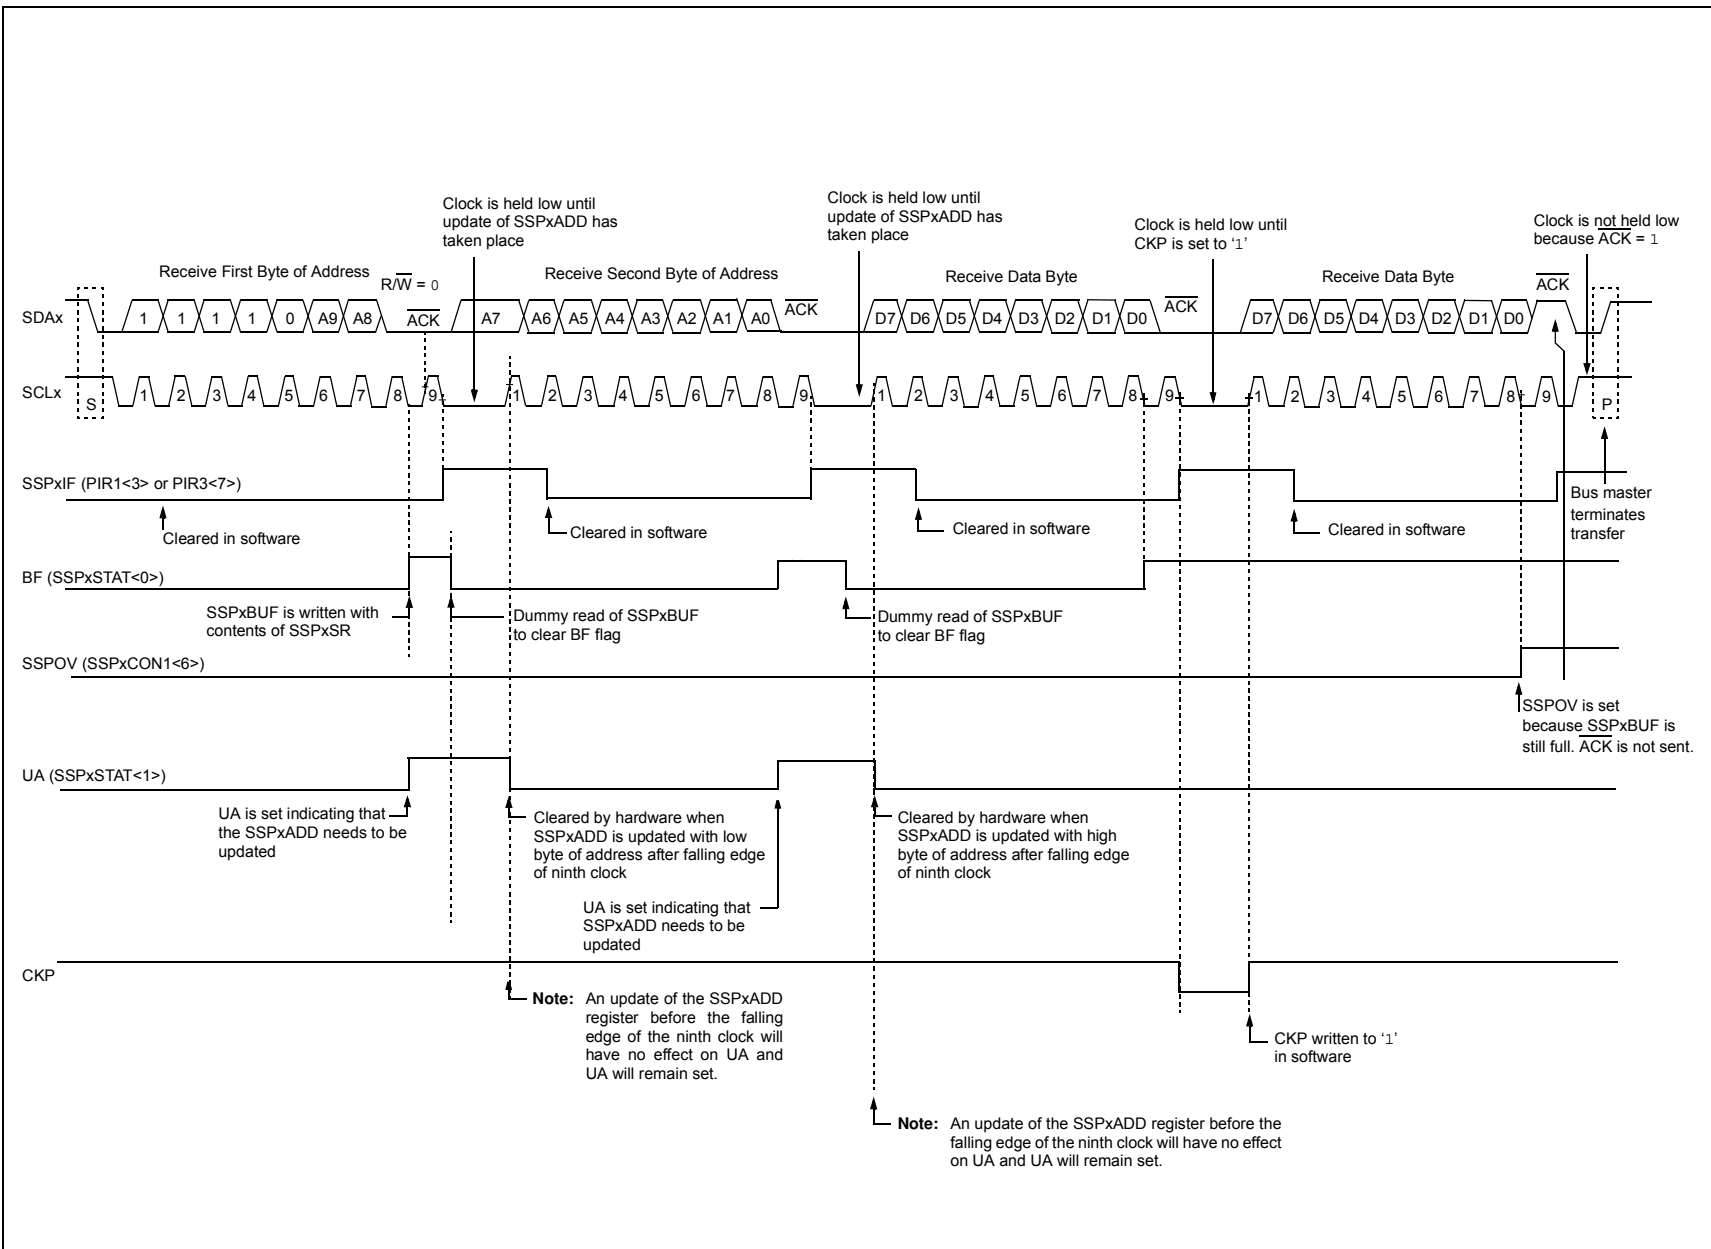 Clock is held low until
update of SSPxADD has
taken place
Clock is held low until
update of SSPxADD has
taken place
Clock is held low until
CKP is set to ‘1’
Clock is not held low
because ACK = 1
Receive First Byte of Address
R/W = 0
Receive Second Byte of Address
Receive Data Byte
Receive Data Byte
SDAx
1 1 1 1 0 A9 A8 ACK A7 A6 A5 A4 A3 A2 A1 A0 ACK D7 D6 D5 D4 D3 D2 D1 D0 ACK D7 D6 D5 D4 D3 D2 D1 D0 ACK
SCLx
S 1 2 3 4 5 6 7 8 9 1 2 3 4 5 6 7 8 9 1 2 3 4 5 6 7 8 9 1 2 3 4 5 6 7 8 9 P
SSPxIF (PIR1<3> or PIR3<7>)
Cleared in software
Cleared in software
Cleared in software
Cleared in software
Bus master
terminates
transfer
BF (SSPxSTAT<0>)
SSPxBUF is written with
contents of SSPxSR
Dummy read of SSPxBUF
to clear BF flag
Dummy read of SSPxBUF
to clear BF flag
SSPOV (SSPxCON1<6>)
SSPOV is set
because SSPxBUF is
still full. ACK is not sent.
UA (SSPxSTAT<1>)
UA is set indicating that
the SSPxADD needs to be
updated
Cleared by hardware when
SSPxADD is updated with low
byte of address after falling edge
of ninth clock
UA is set indicating that
SSPxADD needs to be
updated
Cleared by hardware when
SSPxADD is updated with high
byte of address after falling edge
of ninth clock
CKP
Note: An update of the SSPxADD
register before the falling
edge of the ninth clock will
have no effect on UA and
UA will remain set.
CKP written to ‘1’
in software
Note: An update of the SSPxADD register before the
falling edge of the ninth clock will have no effect
on UA and UA will remain set.